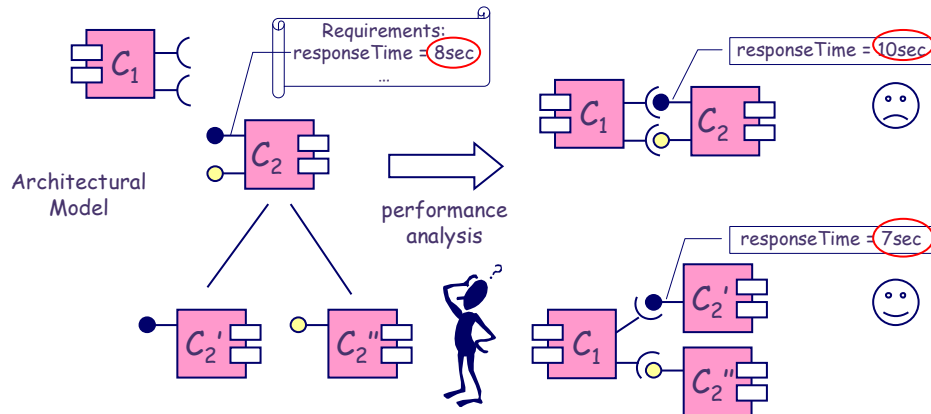 Requirements:
responseTime = 8sec
...
C1
C2
Architectural
Model
performance
analysis
C2'
C2"
?
responseTime = 10sec
C1
C2
responseTime = 7sec
C2'
C1
C2"